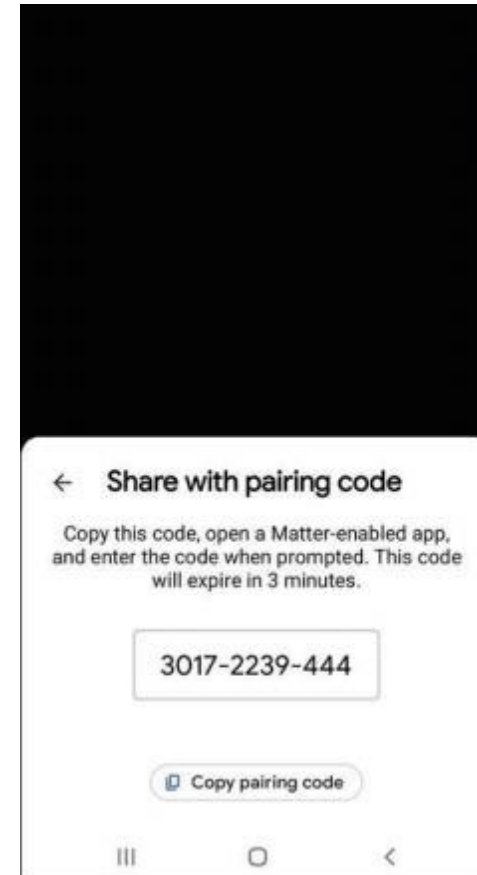 Share with pairing code
Copy this code, open a Matter-enabled app,
and enter the code when prompted. This code
will expire in 3 minutes.
3017-2239-444
Copy pairing code